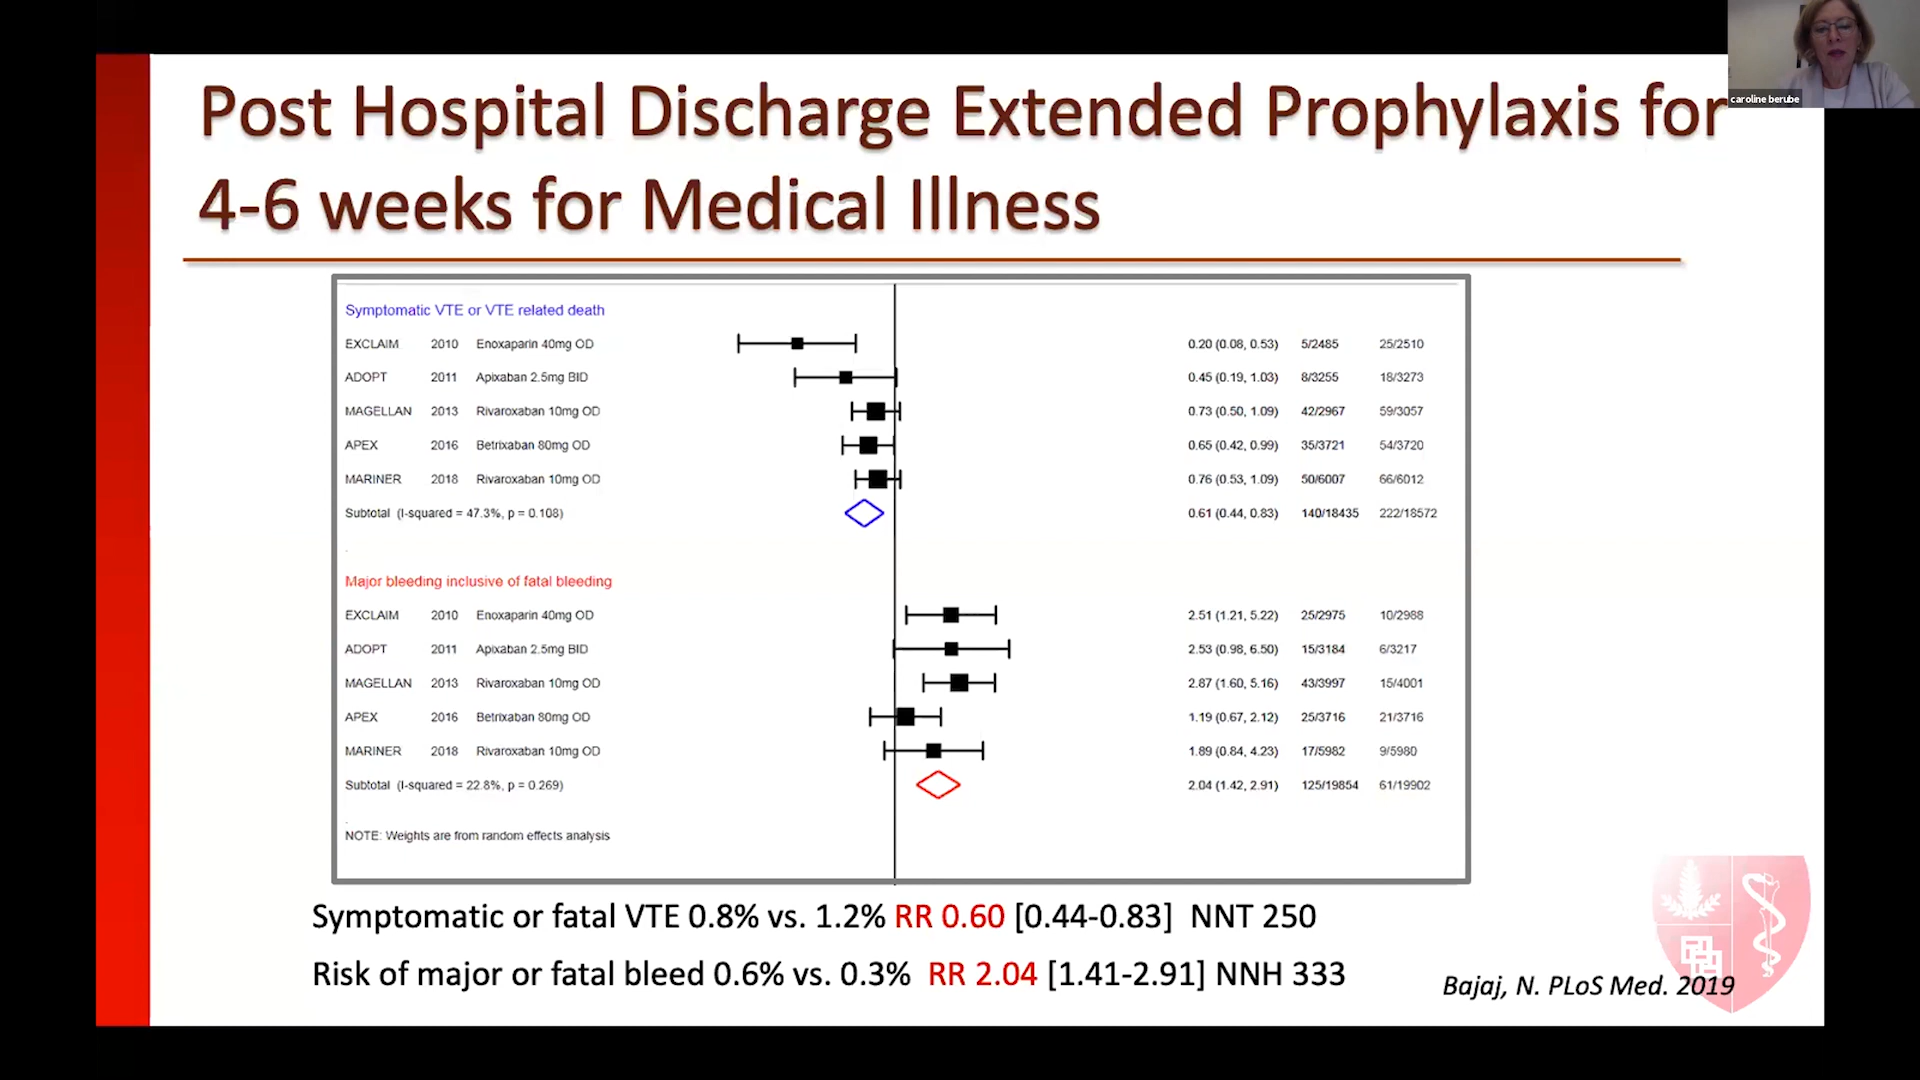 caroline berube
Post Hospital Discharge Extended Prophylaxis for
4-6 weeks for Medical Illness
Symptomatic VTE or VTE related death
EXCLAIM 2010 Enoxaparin 40mg OD 0.20 (0.08, 0.53) 5/2485 25/2510
ADOPT 2011 Apixaban 2.5mg BID 0.45 (0.19, 1.03) 8/3255 18/3273
MAGELLAN 2013 Rivaroxaban 10mg OD 0.73 (0.50, 1.09) 42/2967 59/3057
APEX 2016 Betrixaban 80mg OD 0.65 (0.42, 0.99) 35/3721 54/3720
MARINER 2018 Rivaroxaban 10mg OD 0.76 (0.53, 1.09) 50/6007 66/6012
Subtotal (I-squared = 47.3%, p = 0.108) 0.61 (0.44, 0.83) 140/18435 222/18572
.
Major bleeding inclusive of fatal bleeding
EXCLAIM 2010 Enoxaparin 40mg OD 2.51 (1.21, 5.22) 25/2975 10/2988
ADOPT 2011 Apixaban 2.5mg BID 2.53 (0.98, 6.50) 15/3184 6/3217
MAGELLAN 2013 Rivaroxaban 10mg OD 2.87 (1.60, 5.16) 43/3997 15/4001
APEX 2016 Betrixaban 80mg OD 1.19 (0.67, 2.12) 25/3716 21/3716
MARINER 2018 Rivaroxaban 10mg OD 1.89 (0.84, 4.23) 17/5982 9/5980
Subtotal (I-squared = 22.8%, p = 0.269) 2.04 (1.42, 2.91) 125/19854 61/19902
.
NOTE: Weights are from random effects analysis
Symptomatic or fatal VTE 0.8% vs. 1.2% RR 0.60 [0.44-0.83] NNT 250
Risk of major or fatal bleed 0.6% vs. 0.3% RR 2.04 [1.41-2.91] NNH 333
Bajaj, N. PLoS Med. 2019